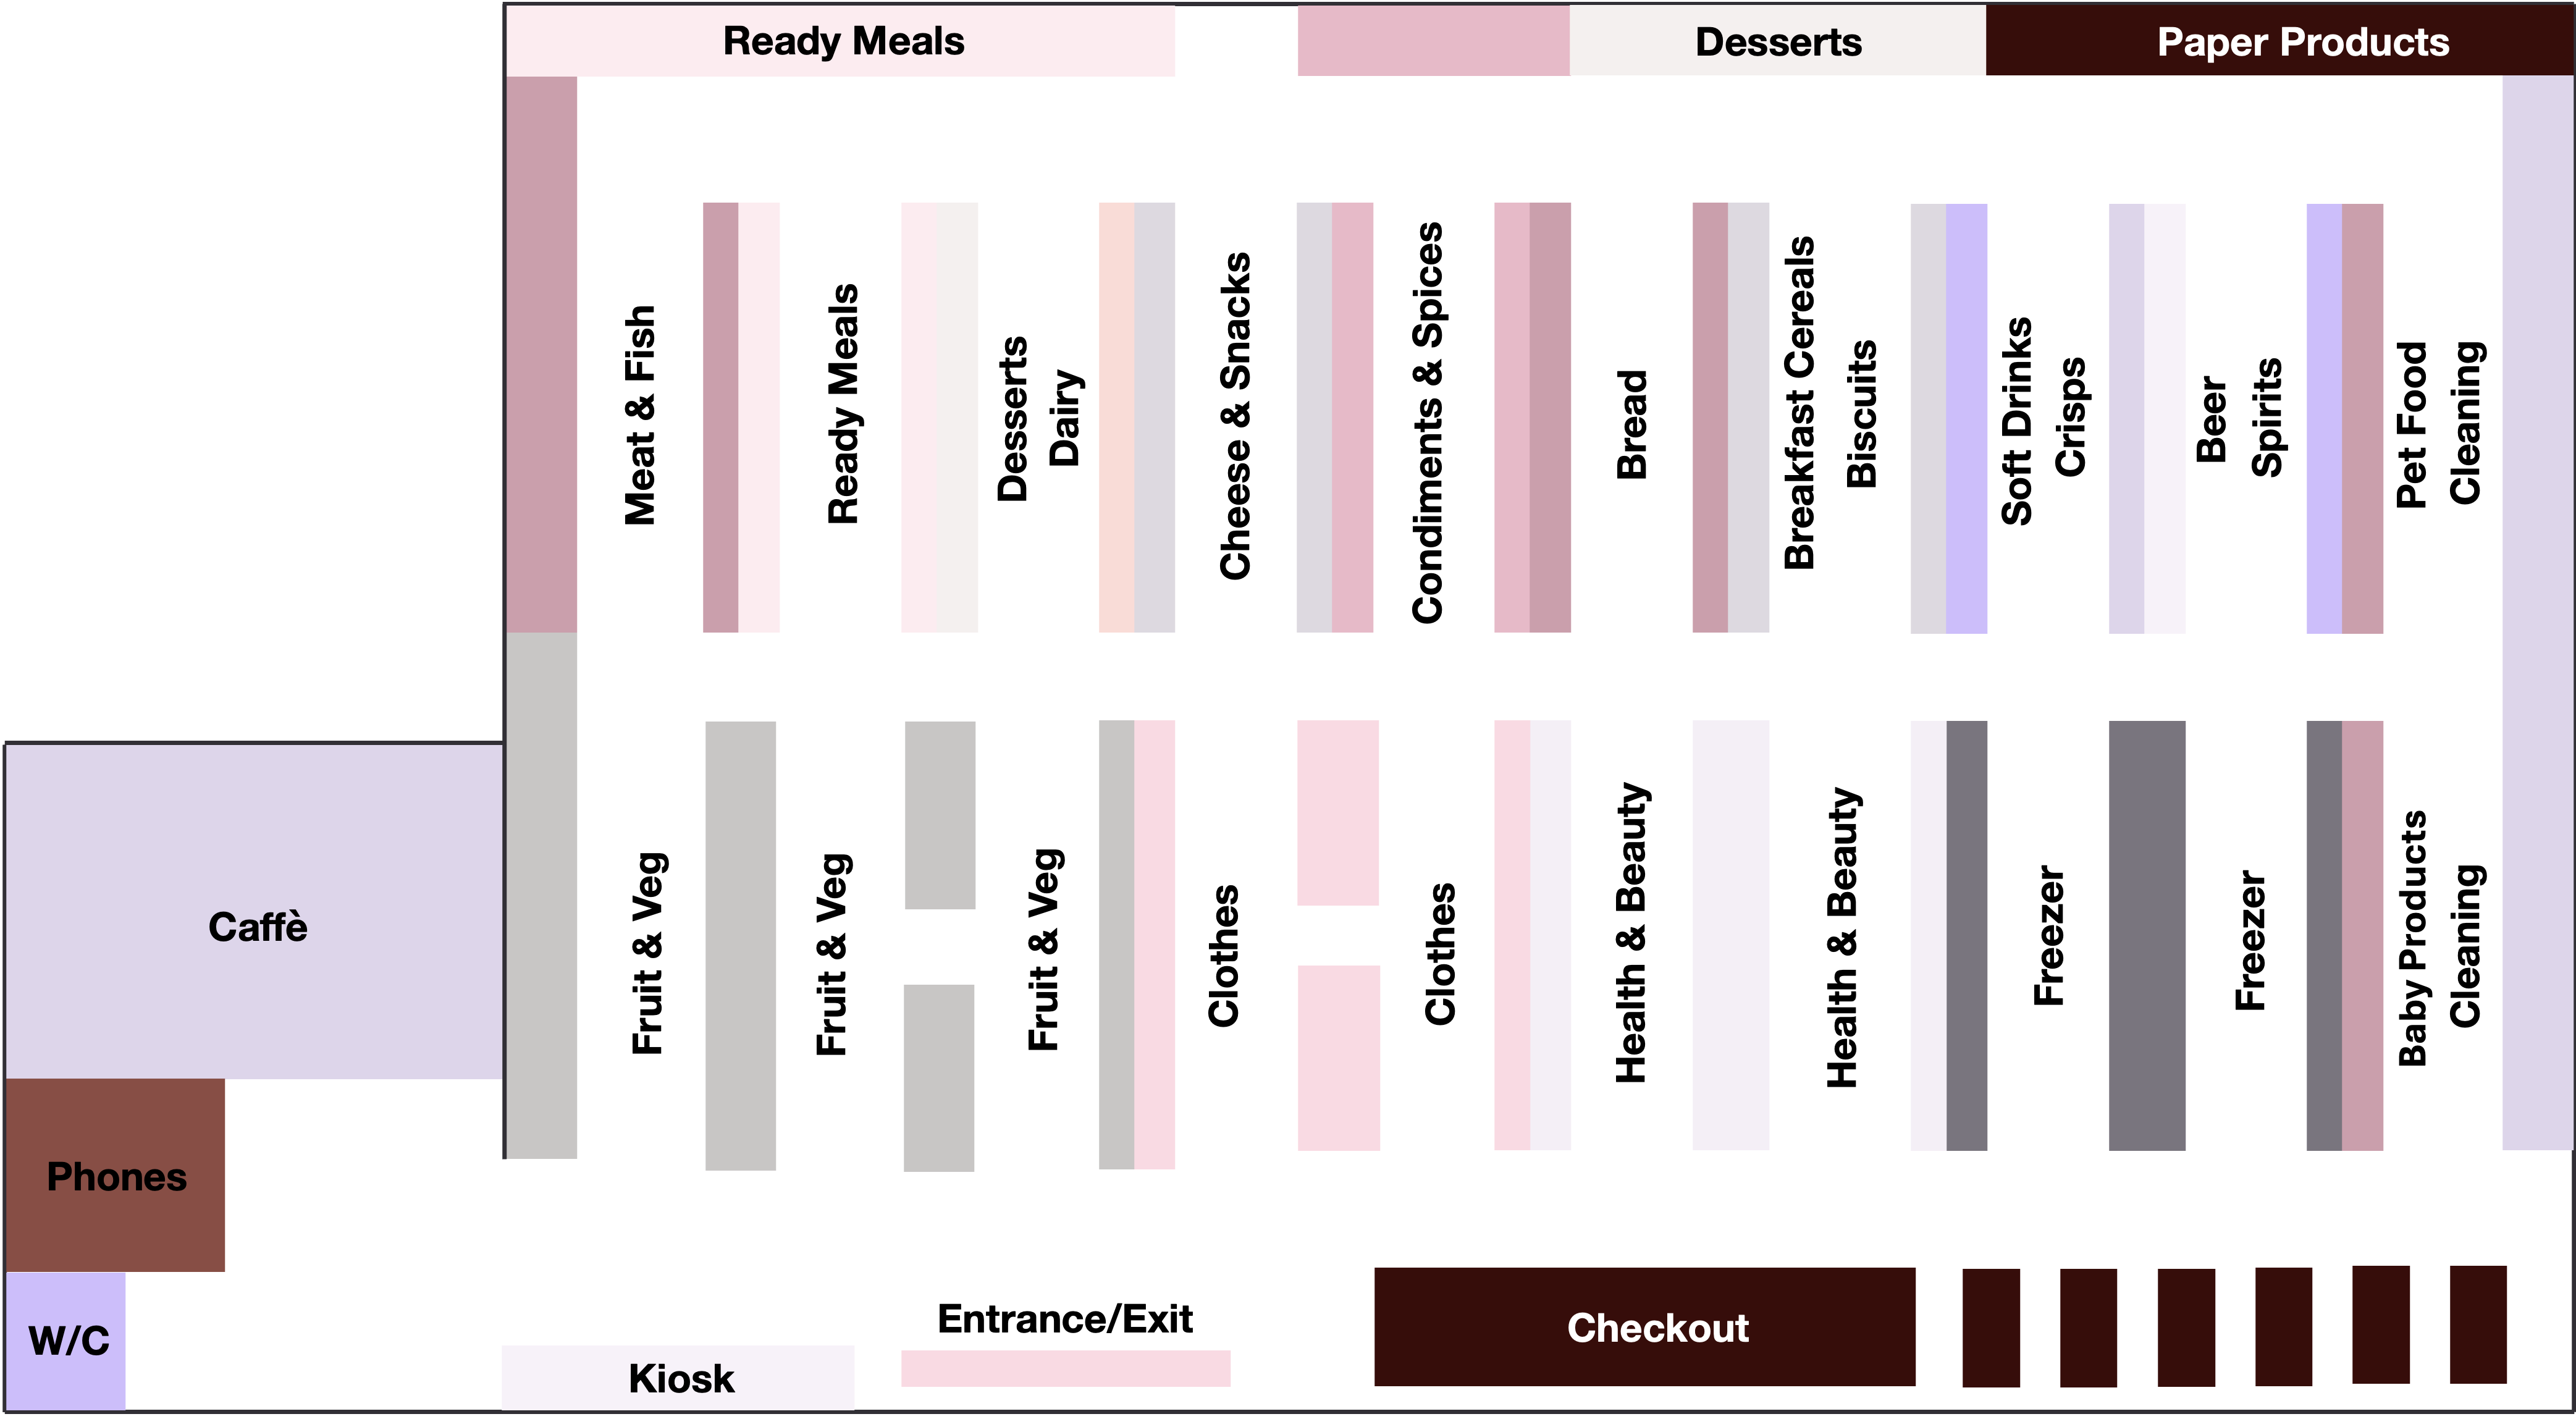 Ready Meals
Desserts
Paper Products
Meat & Fish
Ready Meals
Desserts
Dairy
Cheese & Snacks
Condiments & Spices
Bread
Breakfast Cereals
Biscuits
Soft Drinks
Crisps
Beer
Spirits
Pet Food
Cleaning
Caffè
Fruit & Veg
Fruit & Veg
Fruit & Veg
Clothes
Clothes
Health & Beauty
Health & Beauty
Freezer
Freezer
Baby Products
Cleaning
Phones
W/C
Kiosk
Entrance/Exit
Checkout